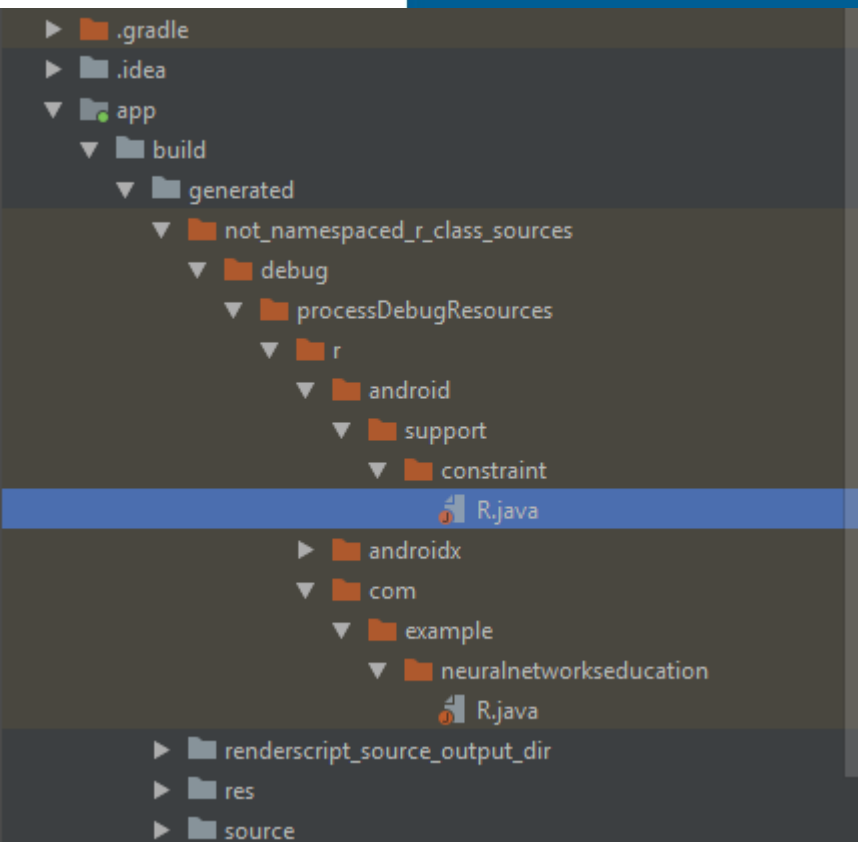 .gradle
.idea
app
build
generated
not_namespaced_r_class_sources
debug
processDebugResources
r
android
support
constraint
R.java
androidx
com
example
neuralnetworkseducation
R.java
renderscript_source_output_dir
res
source